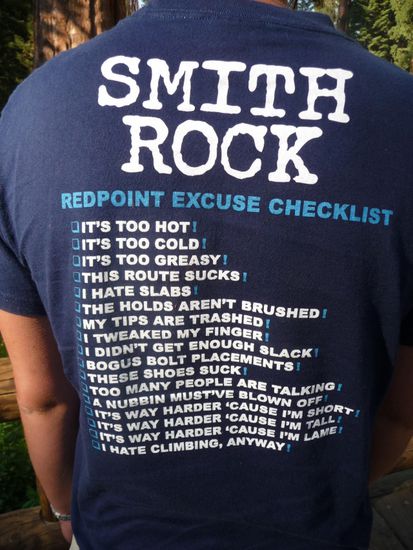 SMITH
ROCK
REDPOINT EXCUSE CHECKLIST
IT'S TOO HOT!
IT'S TOO COLD!
IT'S TOO GREASY!
THIS ROUTE SUCKS!
I HATE SLABS!
THE HOLDS AREN'T BRUSHED!
MY TIPS ARE TRASHED!
I TWEAKED MY FINGER!
I DIDN'T GET ENOUGH SLACK!
BOGUS BOLT PLACEMENTS!
THESE SHOES SUCK!
TOO MANY PEOPLE ARE TALKING!
A NUBBIN MUST'VE BLOWN OFF!
IT'S WAY HARDER 'CAUSE I'M SHORT!
IT'S WAY HARDER 'CAUSE I'M TALL!
IT'S WAY HARDER 'CAUSE I'M LAME!
I HATE CLIMBING, ANYWAY!